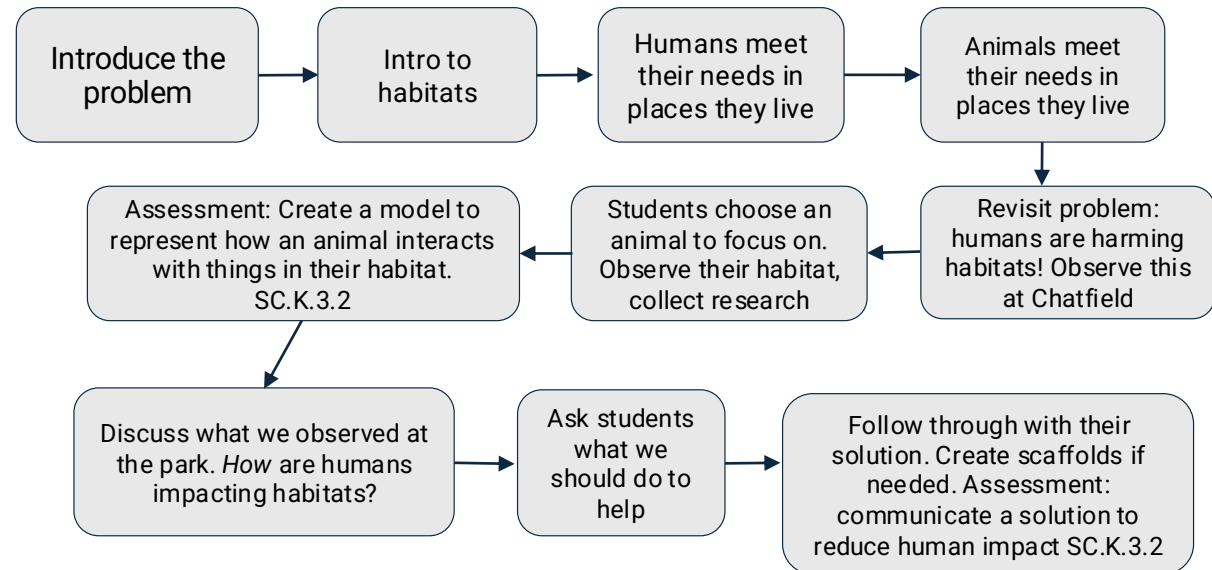 Introduce the
problem
Intro to
habitats
Humans meet
their needs in
places they live
Animals meet
their needs in
places they live
Revisit problem:
humans are harming
habitats! Observe this
at Chatfield
Students choose an
animal to focus on.
Observe their habitat,
collect research
Assessment: Create a model to
represent how an animal interacts
with things in their habitat.
SC.K.3.2
Discuss what we observed at
the park. How are humans
impacting habitats?
Ask students
what we
should do to
help
Follow through with their
solution. Create scaffolds if
needed. Assessment:
communicate a solution to
reduce human impact SC.K.3.2